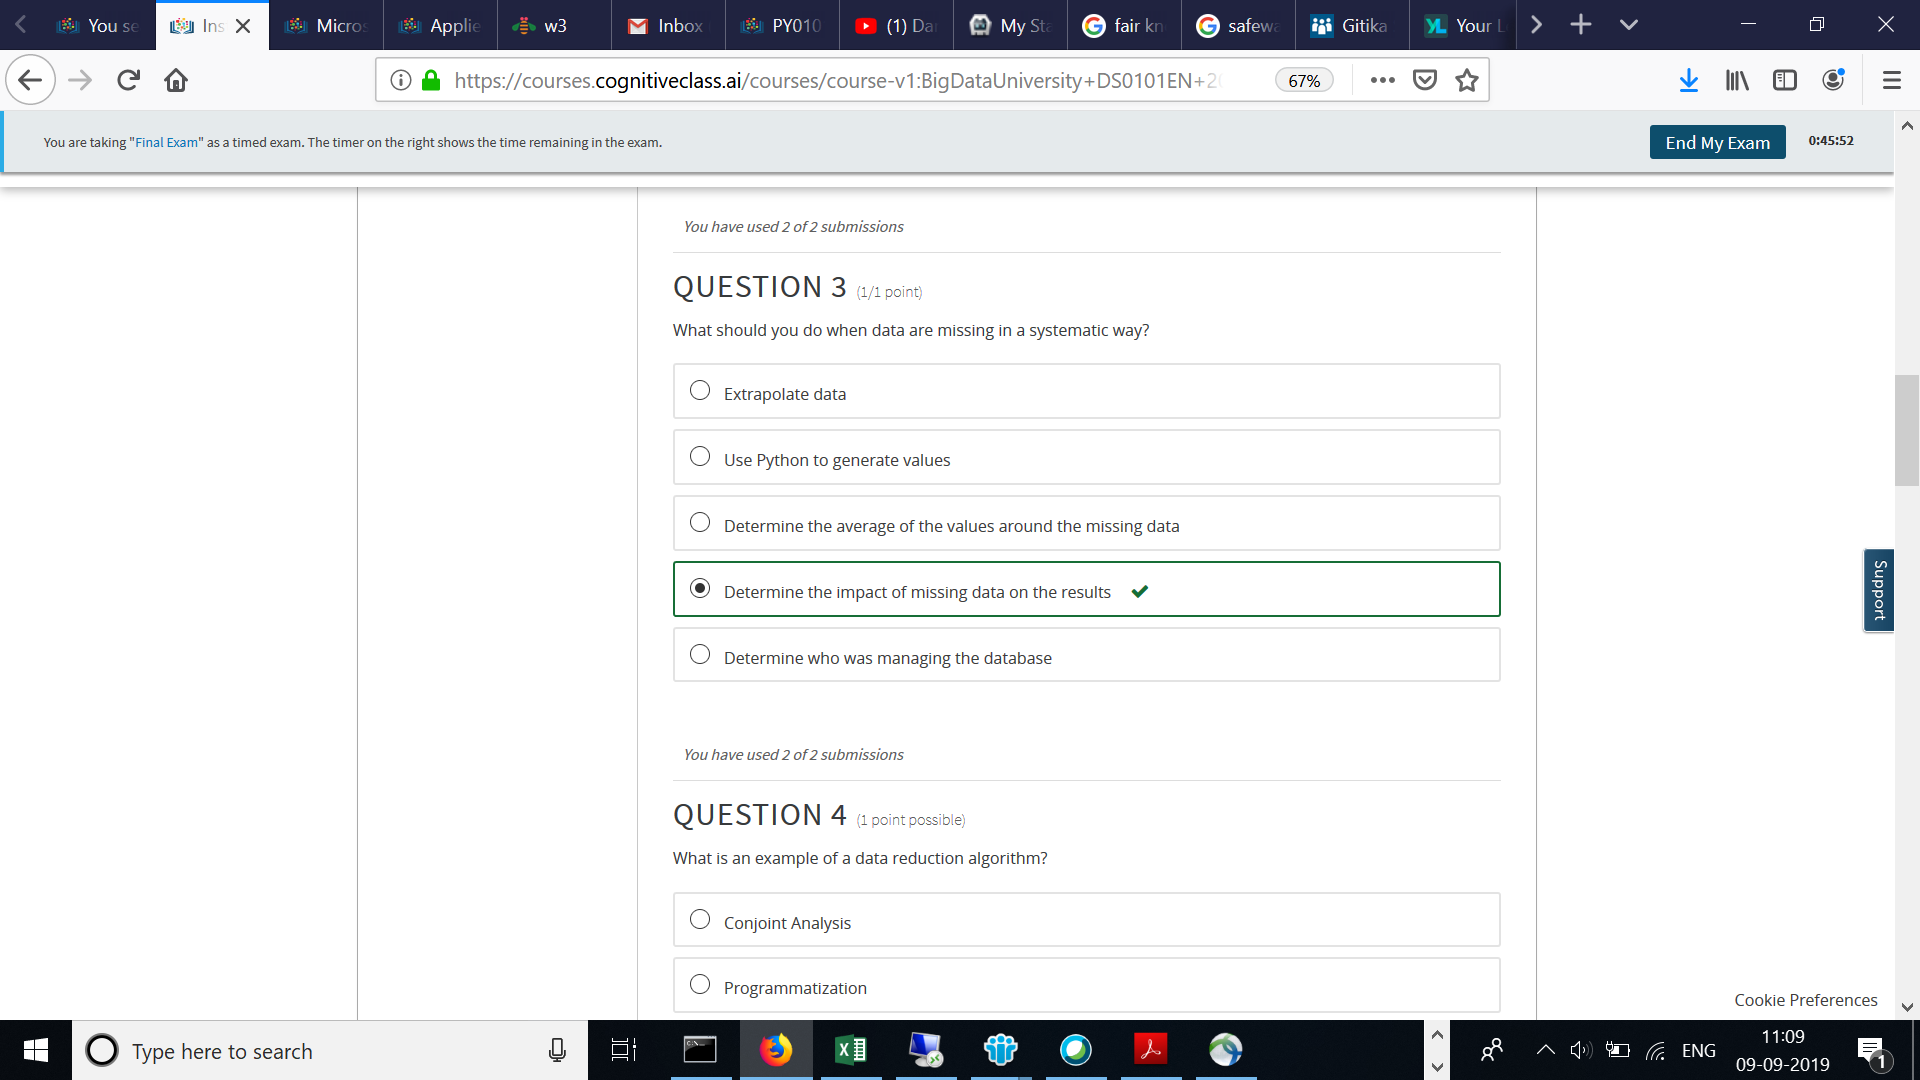 You se
Ins
Micros
Applie
w3
Inbox
PY010
(1) Da
My Sta
fair kn
safewa
Gitika
YL
Your L
https://courses.cognitiveclass.ai/courses/course-v1:BigDataUniversity+DS0101EN+20
67%
You are taking "Final Exam" as a timed exam. The timer on the right shows the time remaining in the exam.
End My Exam
0:45:52
You have used 2 of 2 submissions
QUESTION 3 (1/1 point)
What should you do when data are missing in a systematic way?
Extrapolate data
Use Python to generate values
Determine the average of the values around the missing data
Determine the impact of missing data on the results
Determine who was managing the database
Support
You have used 2 of 2 submissions
QUESTION 4 (1 point possible)
What is an example of a data reduction algorithm?
Conjoint Analysis
Programmatization
Cookie Preferences
Type here to search
ENG
11:09
09-09-2019
1